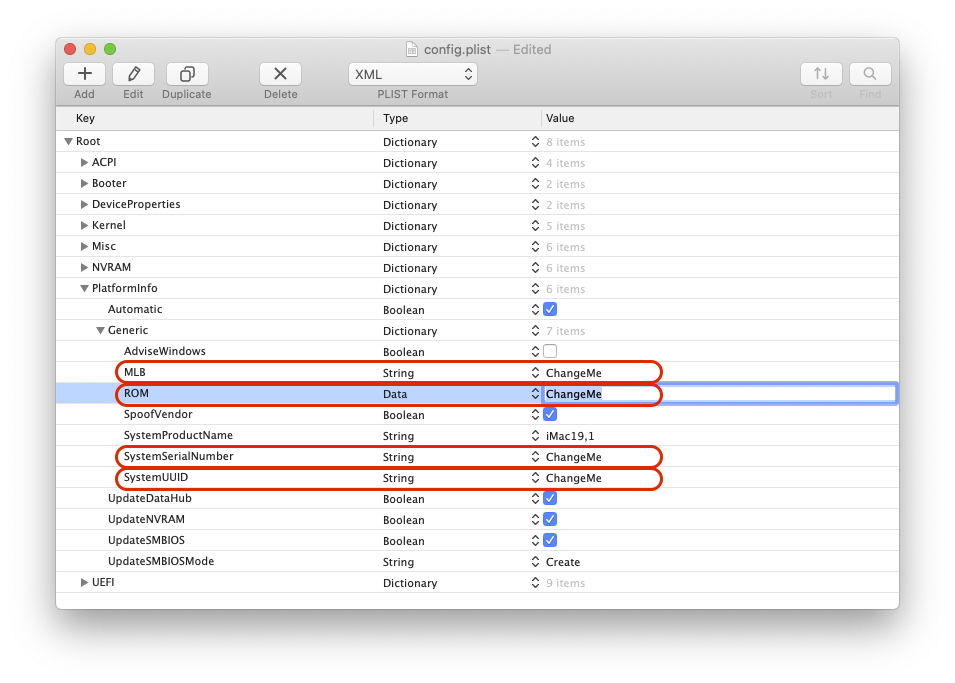 config.plist — Edited
XML
Add Edit Duplicate Delete PLIST Format Sort Find
Key Type Value
Root Dictionary 8 items
ACPI Dictionary 4 items
Booter Dictionary 2 items
DeviceProperties Dictionary 2 items
Kernel Dictionary 5 items
Misc Dictionary 6 items
NVRAM Dictionary 6 items
PlatformInfo Dictionary 6 items
Automatic Boolean
Generic Dictionary 7 items
AdviseWindows Boolean
MLB String ChangeMe
ROM Data ChangeMe
SpoofVendor Boolean
SystemProductName String iMac19,1
SystemSerialNumber String ChangeMe
SystemUUID String ChangeMe
UpdateDataHub Boolean
UpdateNVRAM Boolean
UpdateSMBIOS Boolean
UpdateSMBIOSMode String Create
UEFI Dictionary 9 items